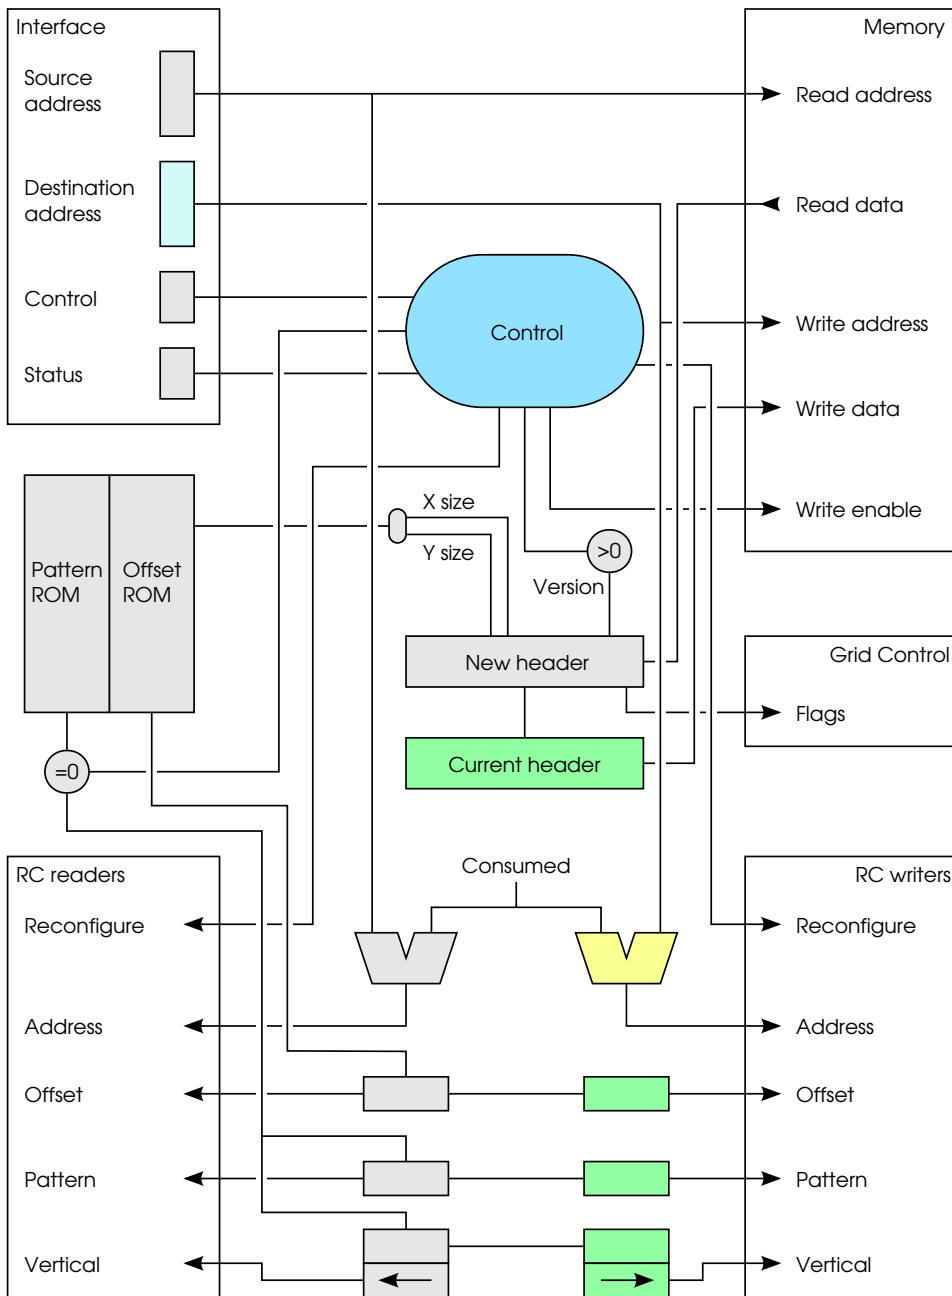 Interface
Memory
Source
address
Read address
Destination
address
Read data
Control
Control
Write address
Status
Write data
X size
Write enable
Y size
>0
Pattern
ROM
Offset
ROM
Version
New header
Grid Control
Flags
Current header
=0
RC readers
Consumed
RC writers
Reconfigure
Reconfigure
Address
Address
Offset
Offset
Pattern
Pattern
Vertical
Vertical